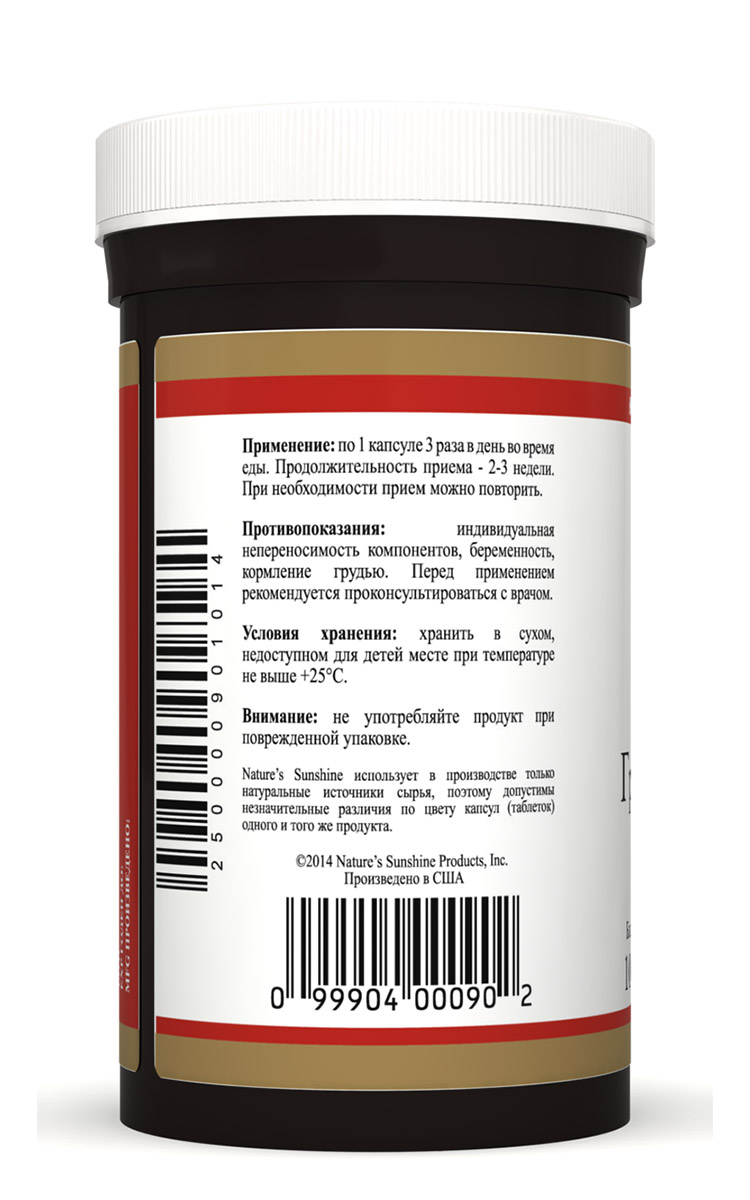 Применение: по 1 капсуле 3 раза в день во время
еды. Продолжительность приема - 2-3 недели.
При необходимости прием можно повторить.
Противопоказания: индивидуальная
непереносимость компонентов, беременность,
кормление грудью. Перед применением
рекомендуется проконсультироваться с врачом.
Условия хранения: хранить в сухом,
недоступном для детей месте при температуре
не выше +25°С.
Внимание: не употребляйте продукт при
поврежденной упаковке.
Nature's Sunshine использует в производстве только
натуральные источники сырья, поэтому допустимы
незначительные различия по цвету капсул (таблеток)
одного и того же продукта.
©2014 Nature's Sunshine Products, Inc.
Произведено в США
0 99904 00090 2
250000901014
MFG ПРОИЗВЕДЕНО: